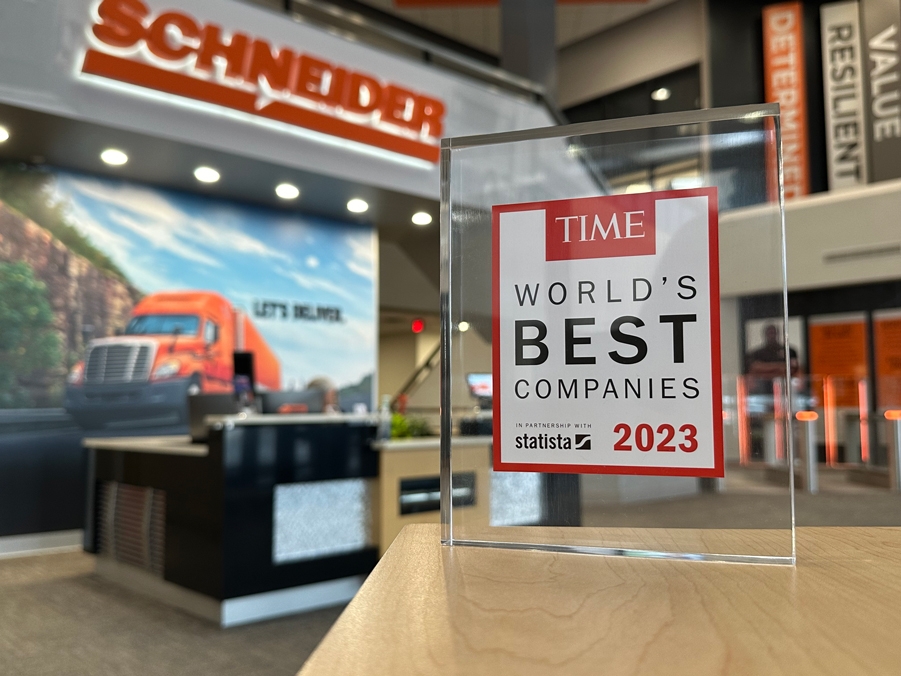 SCHNEIDER
LET'S DELIVER.
DETERMINED
RESILIENT
VALUE
TIME
WORLD'S
BEST
COMPANIES
IN PARTNERSHIP WITH
statista
2023